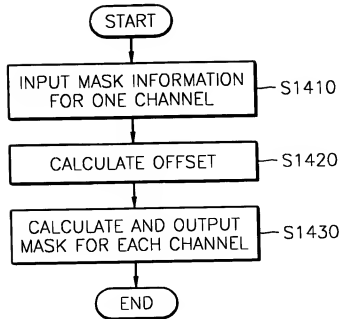 START
INPUT MASK INFORMATION
FOR ONE CHANNEL
S1410
CALCULATE OFFSET
S1420
CALCULATE AND OUTPUT
MASK FOR EACH CHANNEL
S1430
END